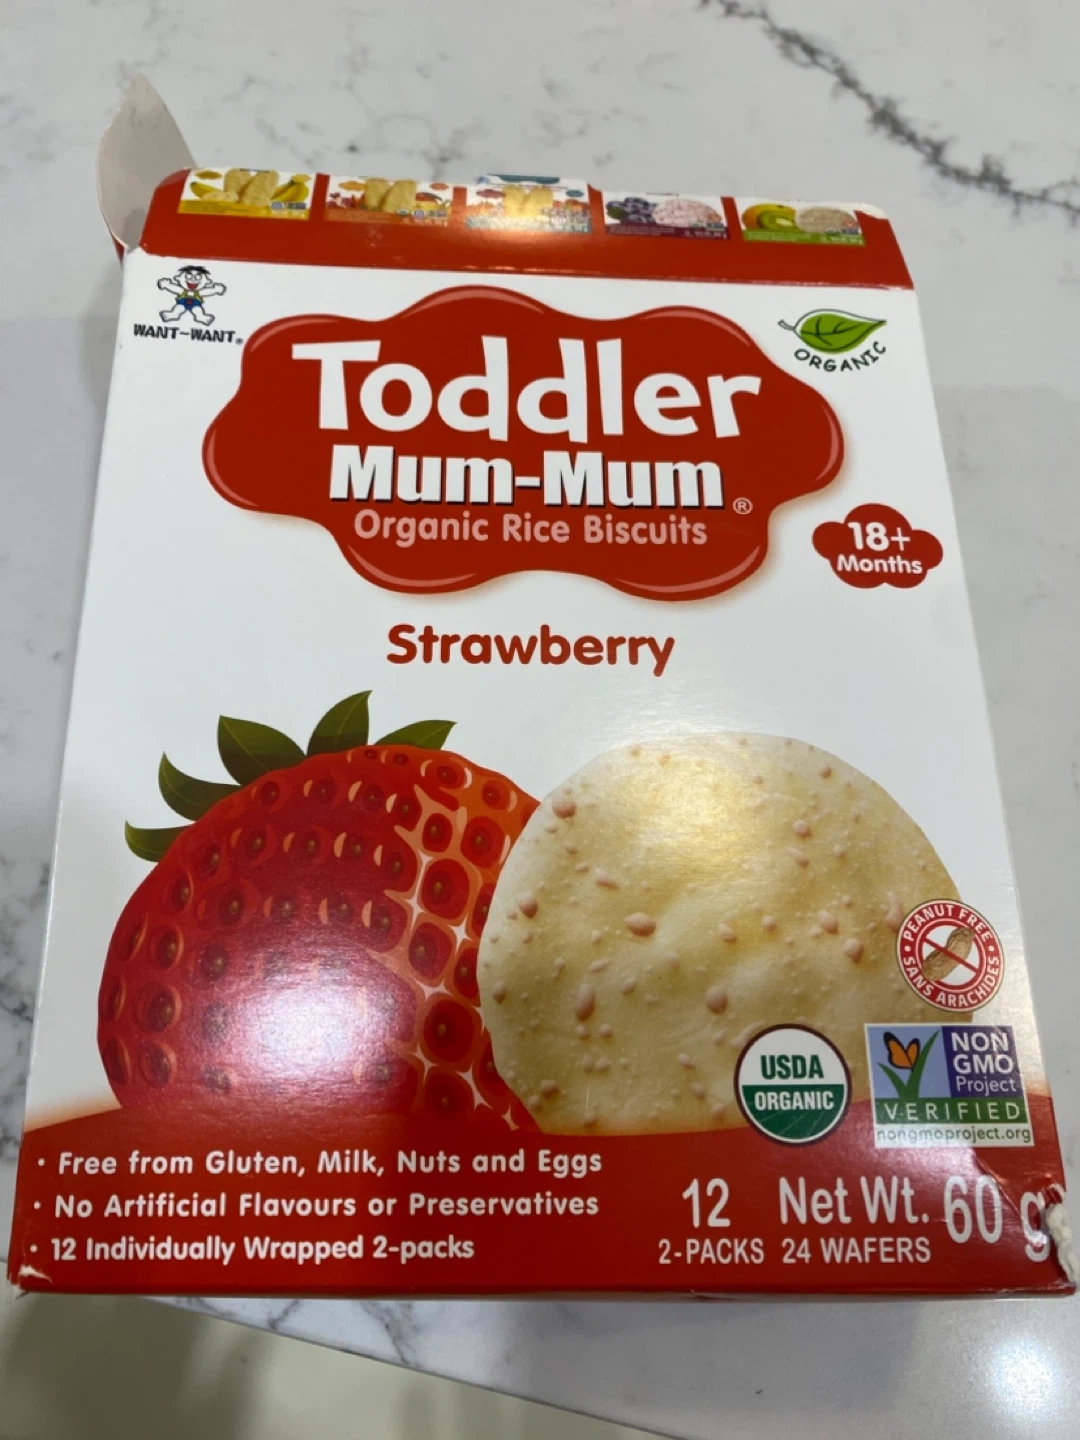 WANT~WANT®
ORGANIC
Toddler
Mum-Mum®
Organic Rice Biscuits
18+
Months
Strawberry
PEANUT FREE
SANS ARACHIDES
USDA
ORGANIC
NON
GMO
Project
VERIFIED
nongmoproject.org
• Free from Gluten, Milk, Nuts and Eggs
• No Artificial Flavours or Preservatives
• 12 Individually Wrapped 2-packs
12
2-PACKS
Net Wt. 60 g
24 WAFERS